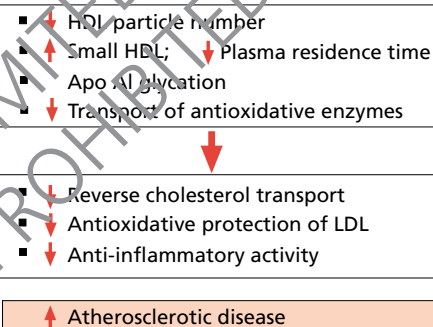 ▪ ↓ HDL particle number
▪ ↑ Small HDL; ↓ Plasma residence time
▪ Apo AI glycation
▪ ↓ Transport of antioxidative enzymes
▪ ↓ Reverse cholesterol transport
▪ ↓ Antioxidative protection of LDL
▪ ↓ Anti-inflammatory activity
↑ Atherosclerotic disease
PROHIBITED